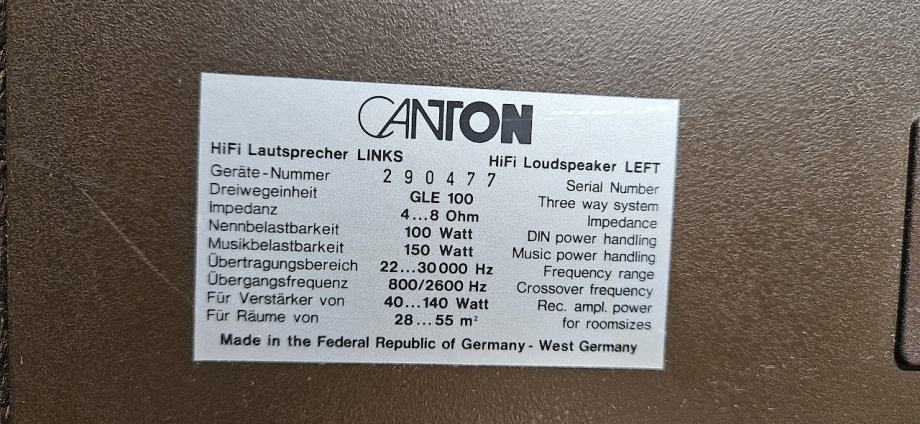 CANTON
HiFi Lautsprecher LINKS HiFi Loudspeaker LEFT
Geräte-Nummer 290477 Serial Number
Dreiwegeinheit GLE 100 Three way system
Impedanz 4...8 Ohm Impedance
Nennbelastbarkeit 100 Watt DIN power handling
Musikbelastbarkeit 150 Watt Music power handling
Übertragungsbereich 22...30000 Hz Frequency range
Übergangsfrequenz 800/2600 Hz Crossover frequency
Für Verstärker von 40...140 Watt Rec. ampl. power
Für Räume von 28...55 m² for roomsizes
Made in the Federal Republic of Germany - West Germany